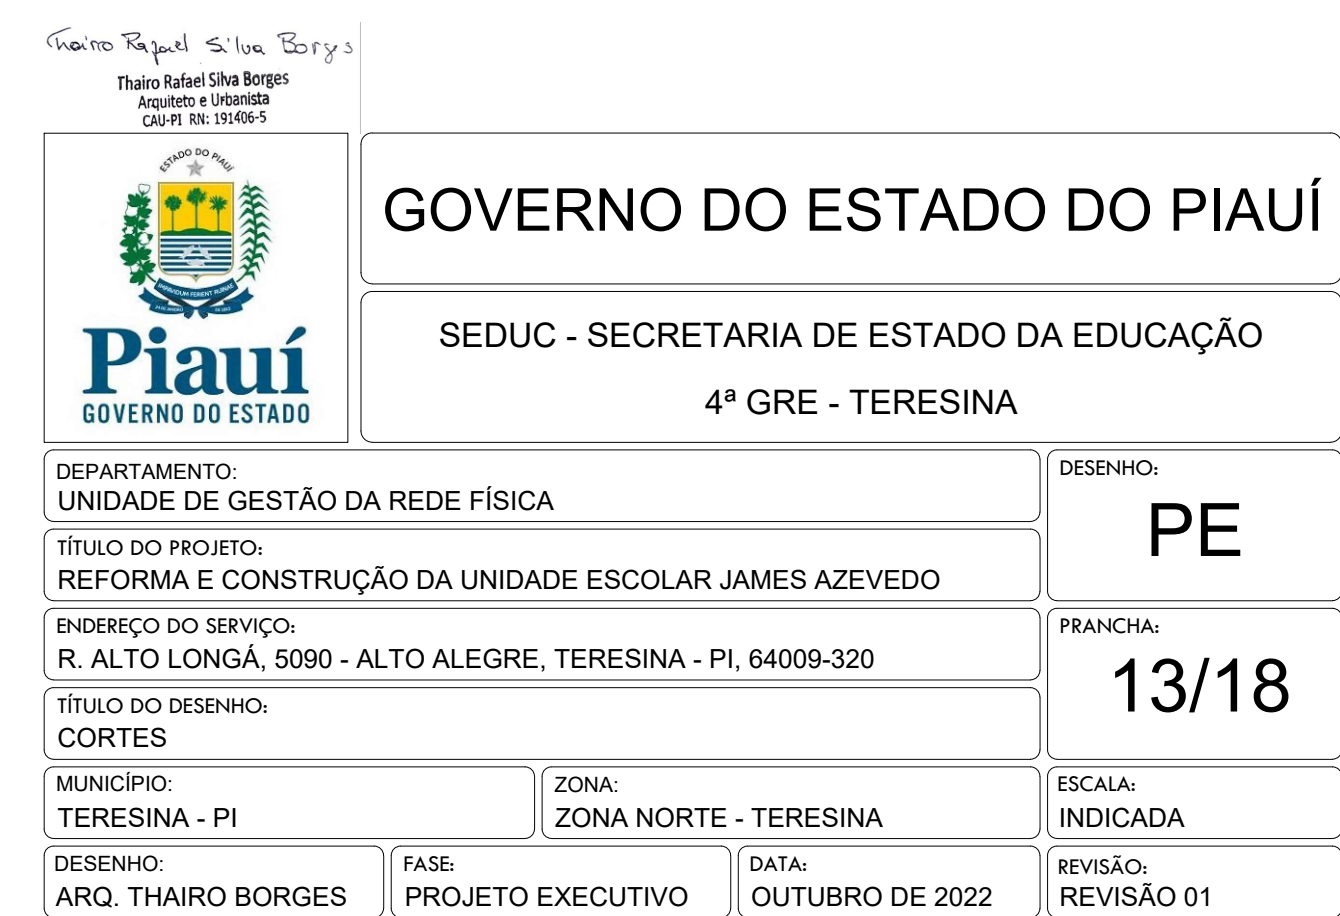 Thairo Rafael Silva Borges
Thairo Rafael Silva Borges
Arquiteto e Urbanista
CAU-PI RN: 191406-5
ESTADO DO PIAUÍ
IMPAVIDUM FERIENT RUINAE
Piauí
GOVERNO DO ESTADO
GOVERNO DO ESTADO DO PIAUÍ
SEDUC - SECRETARIA DE ESTADO DA EDUCAÇÃO
4ª GRE - TERESINA
DEPARTAMENTO:
UNIDADE DE GESTÃO DA REDE FÍSICA
DESENHO:
PE
TÍTULO DO PROJETO:
REFORMA E CONSTRUÇÃO DA UNIDADE ESCOLAR JAMES AZEVEDO
ENDEREÇO DO SERVIÇO:
R. ALTO LONGÁ, 5090 - ALTO ALEGRE, TERESINA - PI, 64009-320
PRANCHA:
13/18
TÍTULO DO DESENHO:
CORTES
MUNICÍPIO:
TERESINA - PI
ZONA:
ZONA NORTE - TERESINA
ESCALA:
INDICADA
DESENHO:
ARQ. THAIRO BORGES
FASE:
PROJETO EXECUTIVO
DATA:
OUTUBRO DE 2022
REVISÃO:
REVISÃO 01